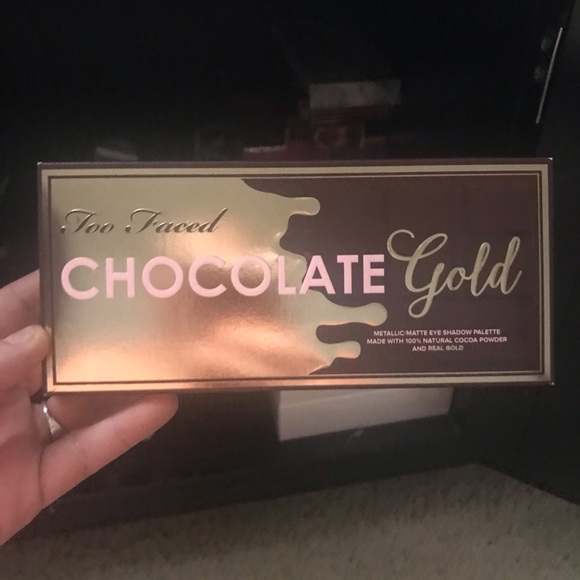 Too Faced
CHOCOLATE Gold
METALLIC/MATTE EYE SHADOW PALETTE
MADE WITH 100% NATURAL COCOA POWDER
AND REAL GOLD